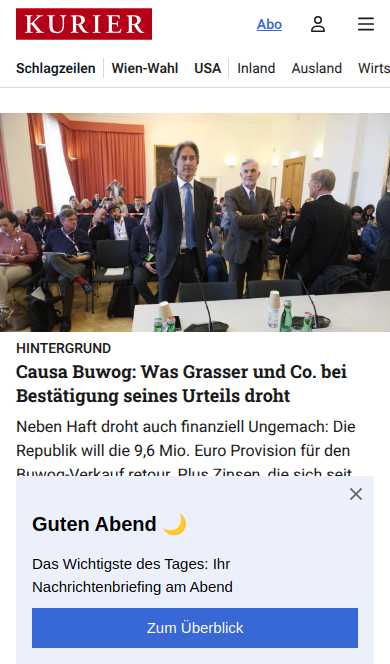 KURIER
Abo
Schlagzeilen Wien-Wahl USA Inland Ausland Wirts
HINTERGRUND
Causa Buwog: Was Grasser und Co. bei
Bestätigung seines Urteils droht
Neben Haft droht auch finanziell Ungemach: Die
Republik will die 9,6 Mio. Euro Provision für den
Buwog-Verkauf retour. Plus Zinsen, die sich seit
Guten Abend 🌙
Das Wichtigste des Tages: Ihr
Nachrichtenbriefing am Abend
Zum Überblick